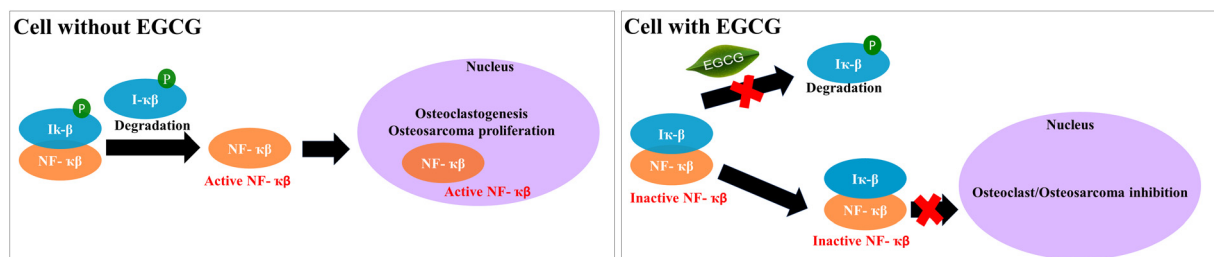 Cell without EGCG
P
I-κβ
Degradation
P
Ik-β
NF- κβ
NF- κβ
Active NF- κβ
Nucleus
Osteoclastogenesis
Osteosarcoma proliferation
NF- κβ
Active NF- κβ
Cell with EGCG
EGCG
P
Iκ-β
Degradation
Iκ-β
NF- κβ
Inactive NF- κβ
Iκ-β
NF- κβ
Inactive NF- κβ
Nucleus
Osteoclast/Osteosarcoma inhibition